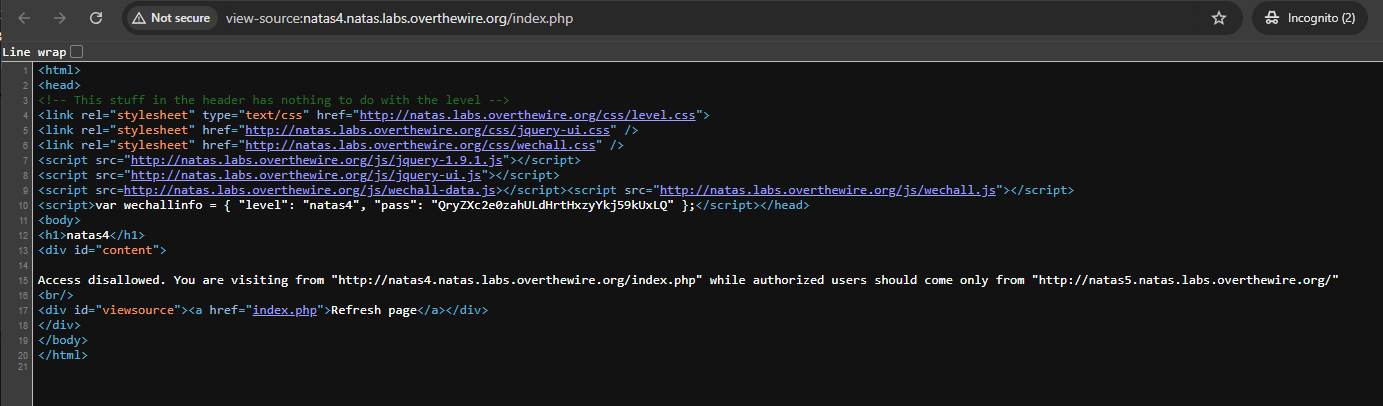 Not secure view-source:natas4.natas.labs.overthewire.org/index.php Incognito (2)
Line wrap
1 <html>
2 <head>
3 <!-- This stuff in the header has nothing to do with the level -->
4 <link rel="stylesheet" type="text/css" href="http://natas.labs.overthewire.org/css/level.css">
5 <link rel="stylesheet" href="http://natas.labs.overthewire.org/css/jquery-ui.css" />
6 <link rel="stylesheet" href="http://natas.labs.overthewire.org/css/wechall.css" />
7 <script src="http://natas.labs.overthewire.org/js/jquery-1.9.1.js"></script>
8 <script src="http://natas.labs.overthewire.org/js/jquery-ui.js"></script>
9 <script src=http://natas.labs.overthewire.org/js/wechall-data.js></script><script src="http://natas.labs.overthewire.org/js/wechall.js"></script>
10 <script>var wechallinfo = { "level": "natas4", "pass": "QryZXc2e0zahULdHrtHxzyYkj59kUxLQ" };</script></head>
11 <body>
12 <h1>natas4</h1>
13 <div id="content">
14
15 Access disallowed. You are visiting from "http://natas4.natas.labs.overthewire.org/index.php" while authorized users should come only from "http://natas5.natas.labs.overthewire.org/"
16 <br/>
17 <div id="viewsource"><a href="index.php">Refresh page</a></div>
18 </div>
19 </body>
20 </html>
21